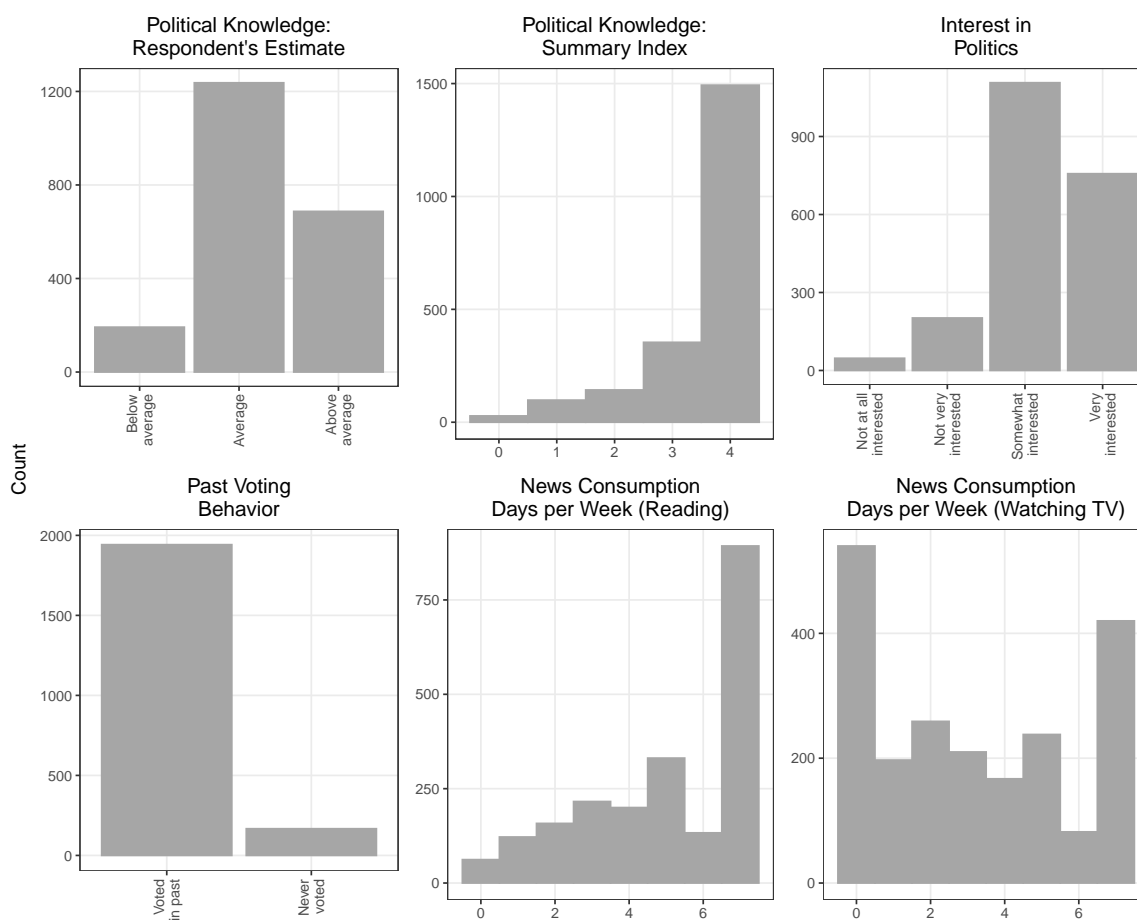 Political Knowledge:
Respondent's Estimate
1200
800
400
0
Below
average
Average
Above
average
Political Knowledge:
Summary Index
1500
1000
500
0
0 1 2 3 4
Interest in
Politics
900
600
300
0
Not at all
interested
Not very
interested
Somewhat
interested
Very
interested
Count
Past Voting
Behavior
2000
1500
1000
500
0
Voted
in past
Never
voted
News Consumption
Days per Week (Reading)
750
500
250
0
0 2 4 6
News Consumption
Days per Week (Watching TV)
400
200
0
0 2 4 6